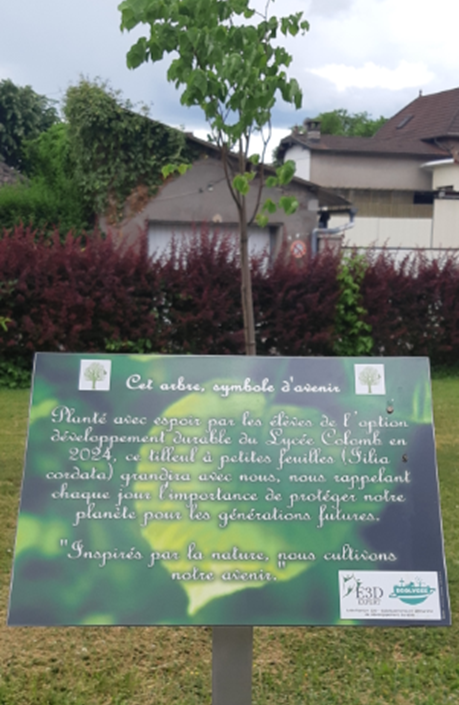 Cet arbre, symbole d'avenir
Planté avec espoir par les élèves de l'option
développement durable du Lycée Colomb en
2024, ce tilleul à petites feuilles (Tilia
cordata) grandira avec nous, nous rappelant
chaque jour l'importance de protéger notre
planète pour les générations futures.
"Inspirés par la nature, nous cultivons
notre avenir."
E3D
EXPERT
ECOLYCEE